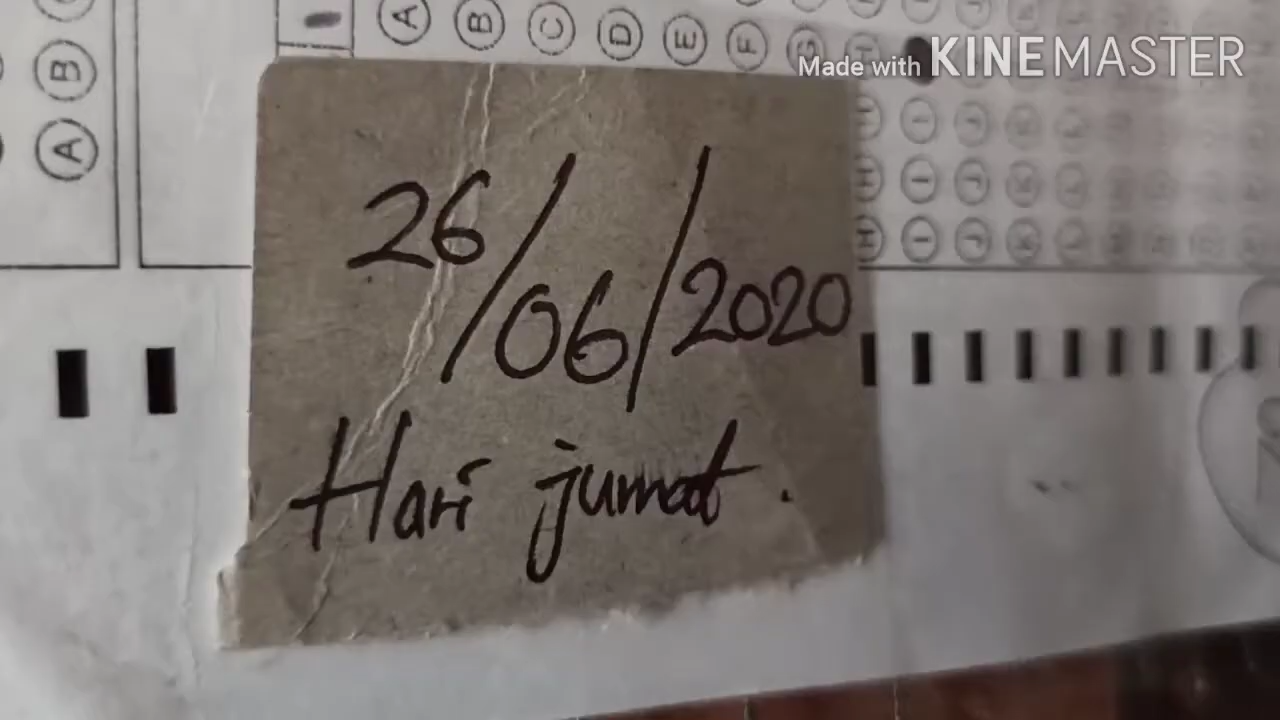 A B C D E F G H
Made with KINEMASTER
B
A
H I J K L
H I J K
H I J K
26/06/2020
Hari jumat.